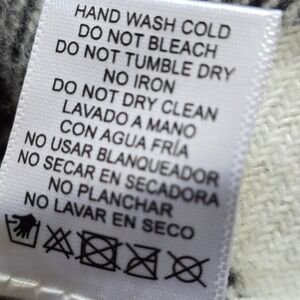 HAND WASH COLD
DO NOT BLEACH
DO NOT TUMBLE DRY
NO IRON
DO NOT DRY CLEAN
LAVADO A MANO
CON AGUA FRÍA
NO USAR BLANQUEADOR
NO SECAR EN SECADORA
NO PLANCHAR
NO LAVAR EN SECO